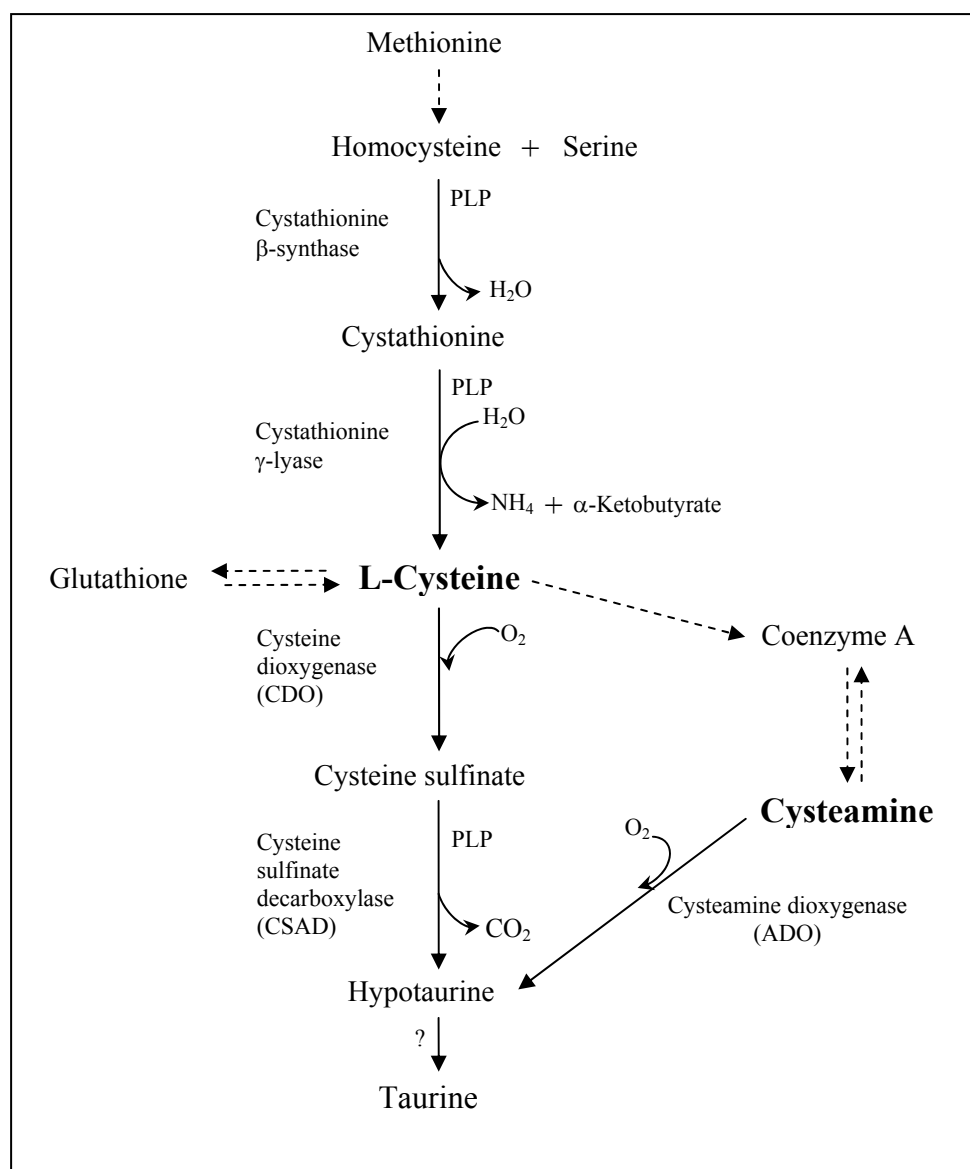 Methionine
Homocysteine + Serine
PLP
Cystathionine
β-synthase
H₂O
Cystathionine
PLP
H₂O
Cystathionine
γ-lyase
NH₄ + α-Ketobutyrate
Glutathione
L-Cysteine
Coenzyme A
Cysteine
dioxygenase
(CDO)
O₂
Cysteine sulfinate
Cysteamine
PLP
O₂
Cysteine
sulfinate
decarboxylase
(CSAD)
CO₂
Cysteamine dioxygenase
(ADO)
Hypotaurine
?
Taurine